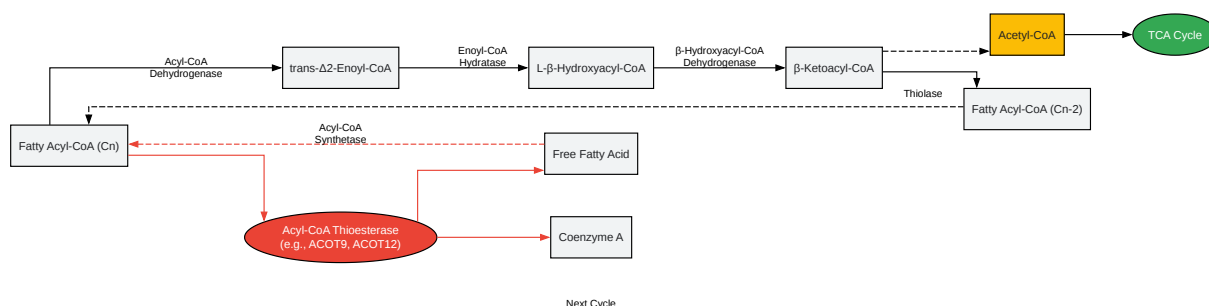 Acyl-CoA
Dehydrogenase
trans-Δ2-Enoyl-CoA
Enoyl-CoA
Hydratase
L-β-Hydroxyacyl-CoA
β-Hydroxyacyl-CoA
Dehydrogenase
β-Ketoacyl-CoA
Acetyl-CoA
TCA Cycle
Thiolase
Fatty Acyl-CoA (Cn-2)
Fatty Acyl-CoA (Cn)
Acyl-CoA
Synthetase
Free Fatty Acid
Acyl-CoA Thioesterase
(e.g., ACOT9, ACOT12)
Coenzyme A
Next Cycle